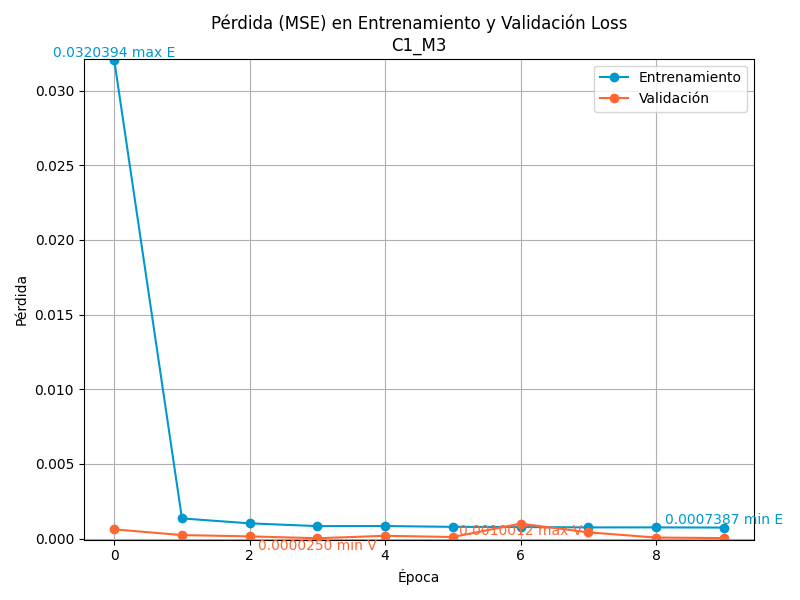 Pérdida (MSE) en Entrenamiento y Validación Loss
C1_M3
0.0320394 max E
Entrenamiento
Validación
0.030
0.025
0.020
0.015
0.010
0.005
0.000
Pérdida
0.0007387 min E
0.0010012 max V
0.0000250 min V
0 2 4 6 8
Época